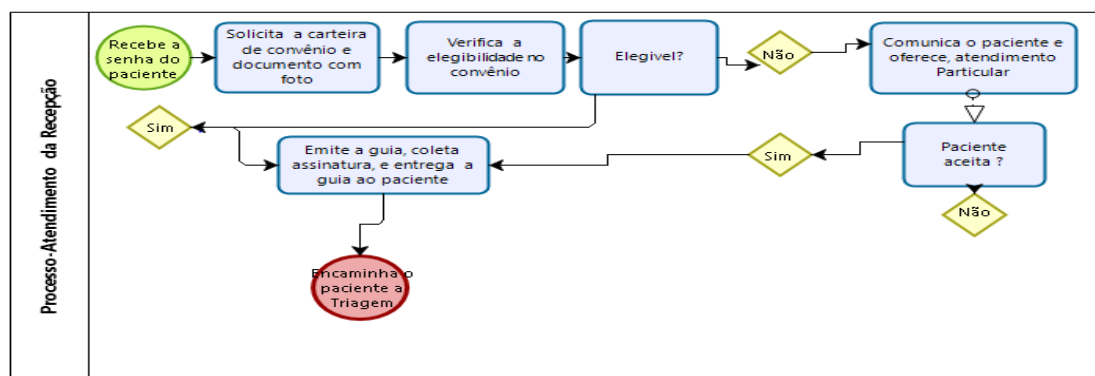 Processo-Atendimento da Recepção
Recebe a
senha do
paciente
Solicita a carteira
de convênio e
documento com
foto
Verifica a
elegibilidade no
convênio
Elegivel?
Não
Comunica o paciente e
oferece, atendimento
Particular
Sim
Emite a guia, coleta
assinatura, e entrega a
guia ao paciente
Sim
Paciente
aceita ?
Não
Encaminha o
paciente a
Triagem